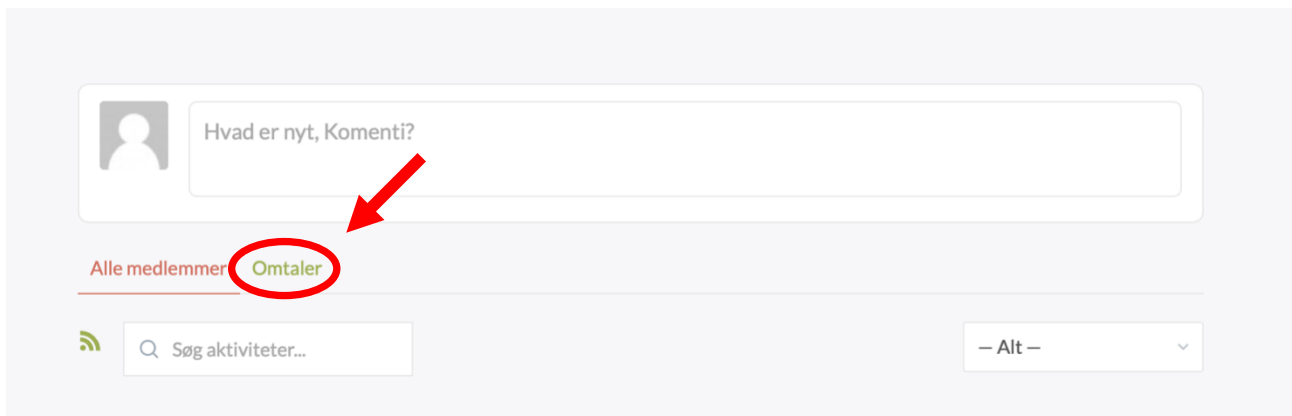 Hvad er nyt, Komenti?
Alle medlemmer Omtaler
Søg aktiviteter... — Alt —